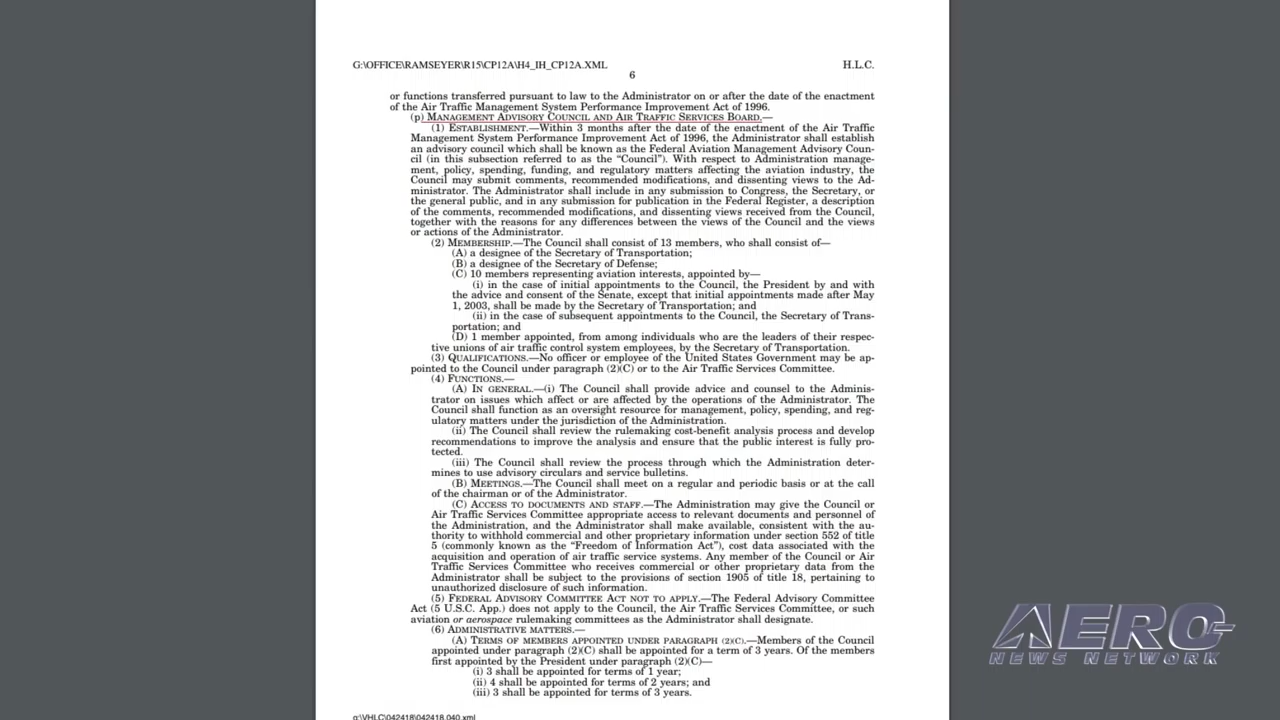 G:\OFFICE\RAMSEYER\R15\CP12A\H4_IH_CP12A.XML H.L.C.
6
or functions transferred pursuant to law to the Administrator on or after the date of the enactment
of the Air Traffic Management System Performance Improvement Act of 1996.
(p) MANAGEMENT ADVISORY COUNCIL AND AIR TRAFFIC SERVICES BOARD.—
(1) ESTABLISHMENT.—Within 3 months after the date of the enactment of the Air Traffic
Management System Performance Improvement Act of 1996, the Administrator shall establish
an advisory council which shall be known as the Federal Aviation Management Advisory Coun-
cil (in this subsection referred to as the “Council”). With respect to Administration manage-
ment, policy, spending, funding, and regulatory matters affecting the aviation industry, the
Council may submit comments, recommended modifications, and dissenting views to the Ad-
ministrator. The Administrator shall include in any submission to Congress, the Secretary, or
the general public, and in any submission for publication in the Federal Register, a description
of the comments, recommended modifications, and dissenting views received from the Council,
together with the reasons for any differences between the views of the Council and the views
or actions of the Administrator.
(2) MEMBERSHIP.—The Council shall consist of 13 members, who shall consist of—
(A) a designee of the Secretary of Transportation;
(B) a designee of the Secretary of Defense;
(C) 10 members representing aviation interests, appointed by—
(i) in the case of initial appointments to the Council, the President by and with
the advice and consent of the Senate, except that initial appointments made after May
1, 2003, shall be made by the Secretary of Transportation; and
(ii) in the case of subsequent appointments to the Council, the Secretary of Trans-
portation; and
(D) 1 member appointed, from among individuals who are the leaders of their respec-
tive unions of air traffic control system employees, by the Secretary of Transportation.
(3) QUALIFICATIONS.—No officer or employee of the United States Government may be ap-
pointed to the Council under paragraph (2)(C) or to the Air Traffic Services Committee.
(4) FUNCTIONS.—
(A) IN GENERAL.—(i) The Council shall provide advice and counsel to the Adminis-
trator on issues which affect or are affected by the operations of the Administrator. The
Council shall function as an oversight resource for management, policy, spending, and reg-
ulatory matters under the jurisdiction of the Administration.
(ii) The Council shall review the rulemaking cost-benefit analysis process and develop
recommendations to improve the analysis and ensure that the public interest is fully pro-
tected.
(iii) The Council shall review the process through which the Administration deter-
mines to use advisory circulars and service bulletins.
(B) MEETINGS.—The Council shall meet on a regular and periodic basis or at the call
of the chairman or of the Administrator.
(C) ACCESS TO DOCUMENTS AND STAFF.—The Administration may give the Council or
Air Traffic Services Committee appropriate access to relevant documents and personnel of
the Administration, and the Administrator shall make available, consistent with the au-
thority to withhold commercial and other proprietary information under section 552 of title
5 (commonly known as the “Freedom of Information Act”), cost data associated with the
acquisition and operation of air traffic service systems. Any member of the Council or Air
Traffic Services Committee who receives commercial or other proprietary data from the
Administrator shall be subject to the provisions of section 1905 of title 18, pertaining to
unauthorized disclosure of such information.
(5) FEDERAL ADVISORY COMMITTEE ACT NOT TO APPLY.—The Federal Advisory Committee
Act (5 U.S.C. App.) does not apply to the Council, the Air Traffic Services Committee, or such
aviation or aerospace rulemaking committees as the Administrator shall designate.
(6) ADMINISTRATIVE MATTERS.—
(A) TERMS OF MEMBERS APPOINTED UNDER PARAGRAPH (2)(C).—Members of the Council
appointed under paragraph (2)(C) shall be appointed for a term of 3 years. Of the members
first appointed by the President under paragraph (2)(C)—
(i) 3 shall be appointed for terms of 1 year;
(ii) 4 shall be appointed for terms of 2 years; and
(iii) 3 shall be appointed for terms of 3 years.
g:\VHLC\042418\042418.040.xml
AERO
NEWS NETWORK